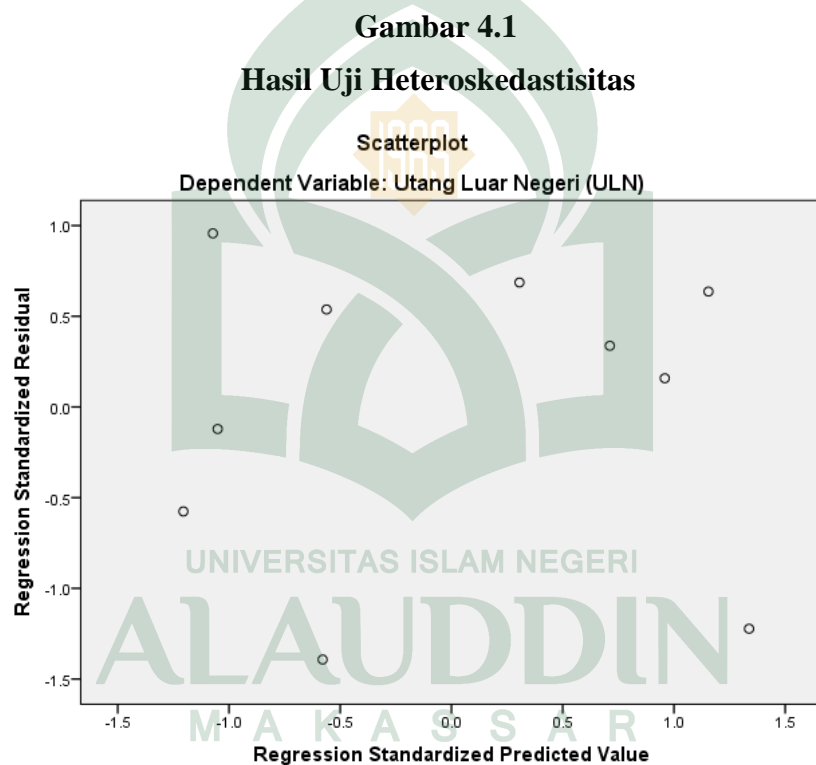 Gambar 4.1
Hasil Uji Heteroskedastisitas
1989
Scatterplot
Dependent Variable: Utang Luar Negeri (ULN)
Regression Standardized Residual
1.0
0.5
0.0
-0.5
-1.0
-1.5
UNIVERSITAS ISLAM NEGERI
ALAUDDIN
MAKASSAR
-1.5 -1.0 -0.5 0.0 0.5 1.0 1.5
Regression Standardized Predicted Value